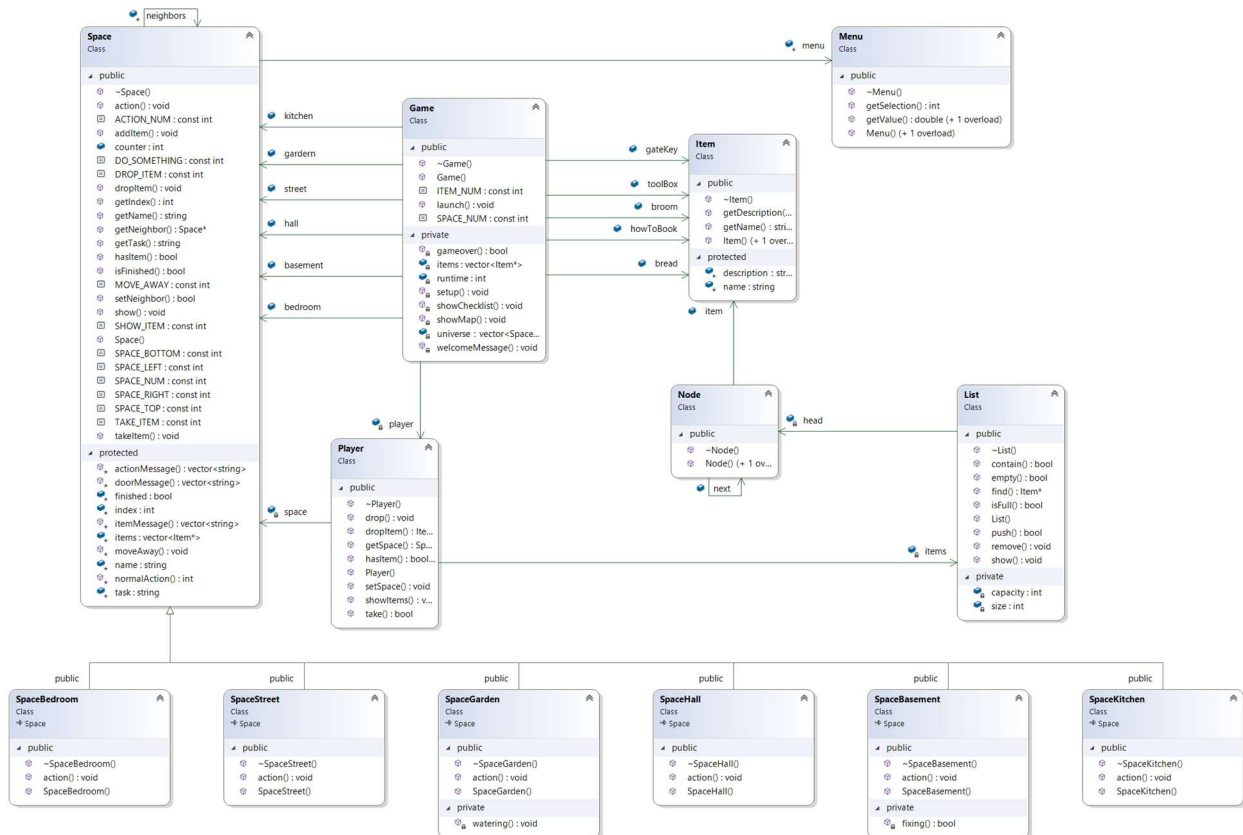 neighbors
Space
Class
public
~Space()
action() : void
ACTION_NUM : const int
addItem() : void
counter : int
DO_SOMETHING : const int
DROP_ITEM : const int
dropItem() : void
getIndex() : int
getName() : string
getNeighbor() : Space*
getTask() : string
hasItem() : bool
isFinished() : bool
MOVE_AWAY : const int
setNeighbor() : bool
show() : void
SHOW_ITEM : const int
Space()
SPACE_BOTTOM : const int
SPACE_LEFT : const int
SPACE_NUM : const int
SPACE_RIGHT : const int
SPACE_TOP : const int
TAKE_ITEM : const int
takeItem() : void
protected
actionMessage() : vector<string>
doorMessage() : vector<string>
finished : bool
index : int
itemMessage() : vector<string>
items : vector<Item*>
moveAway() : void
name : string
normalAction() : int
task : string
menu
Menu
Class
public
~Menu()
getSelection() : int
getValue() : double (+ 1 overload)
Menu() (+ 1 overload)
kitchen
gardern
street
hall
basement
bedroom
Game
Class
public
~Game()
Game()
ITEM_NUM : const int
launch() : void
SPACE_NUM : const int
private
gameover() : bool
items : vector<Item*>
runtime : int
setup() : void
showChecklist() : void
showMap() : void
universe : vector<Space...
welcomeMessage() : void
gateKey
toolBox
broom
howToBook
bread
Item
Class
public
~Item()
getDescription(...
getName() : stri...
Item() (+ 1 over...
protected
description : str...
name : string
item
player
Player
Class
public
~Player()
drop() : void
dropItem() : Ite...
getSpace() : Sp...
hasItem() : bool...
Player()
setSpace() : void
showItems() : v...
take() : bool
space
Node
Class
public
~Node()
Node() (+ 1 ov...
next
head
List
Class
public
~List()
contain() : bool
empty() : bool
find() : Item*
isFull() : bool
List()
push() : bool
remove() : void
show() : void
private
capacity : int
size : int
items
public
public
public
public
public
public
SpaceBedroom
Class
Space
public
~SpaceBedroom()
action() : void
SpaceBedroom()
SpaceStreet
Class
Space
public
~SpaceStreet()
action() : void
SpaceStreet()
SpaceGarden
Class
Space
public
~SpaceGarden()
action() : void
SpaceGarden()
private
watering() : void
SpaceHall
Class
Space
public
~SpaceHall()
action() : void
SpaceHall()
SpaceBasement
Class
Space
public
~SpaceBasement()
action() : void
SpaceBasement()
private
fixing() : bool
SpaceKitchen
Class
Space
public
~SpaceKitchen()
action() : void
SpaceKitchen()